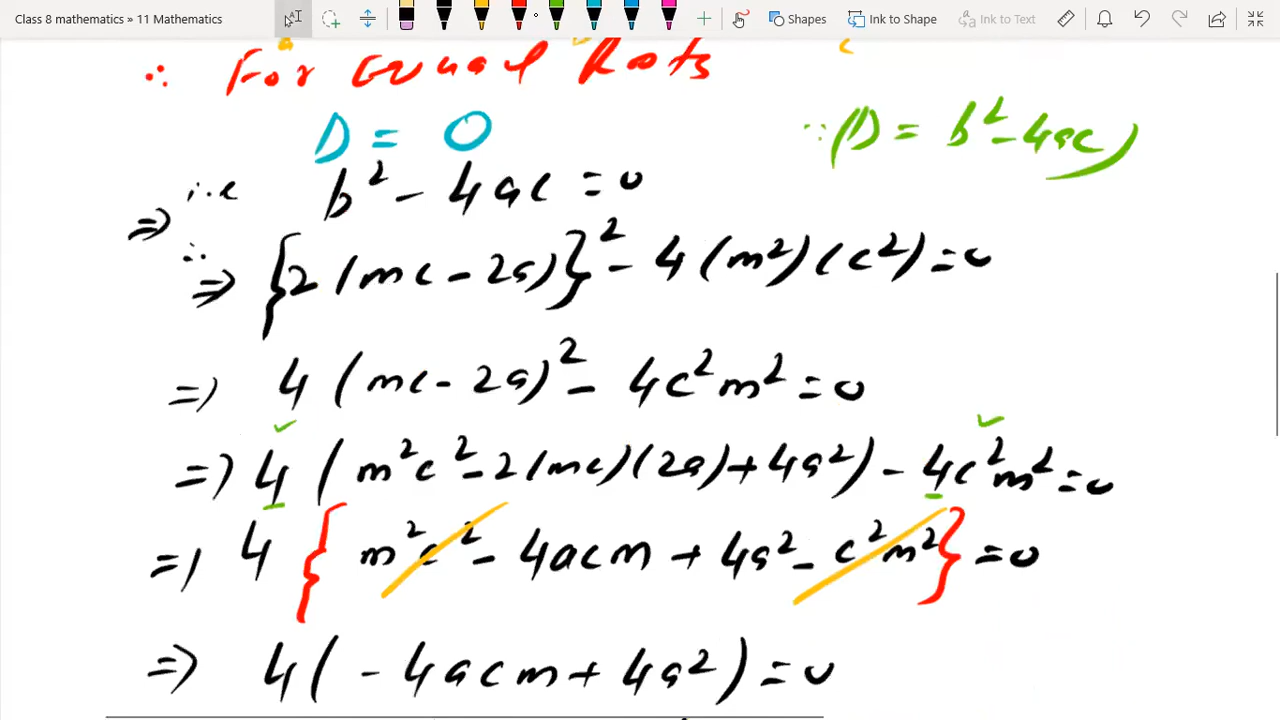 Class 8 mathematics » 11 Mathematics
Shapes Ink to Shape Ink to Text
∴ For Equal Roots
D = 0 ∵ (D = b² - 4ac)
⇒ i.e b² - 4ac = 0
∴ ⇒ {2(mc - 2a)}² - 4(m²)(c²) = 0
⇒ 4(mc - 2a)² - 4c²m² = 0
⇒ 4(m²c² - 2(mc)(2a) + 4a²) - 4c²m² = 0
⇒ 4{m²c² - 4acm + 4a² - c²m²} = 0
⇒ 4(-4acm + 4a²) = 0